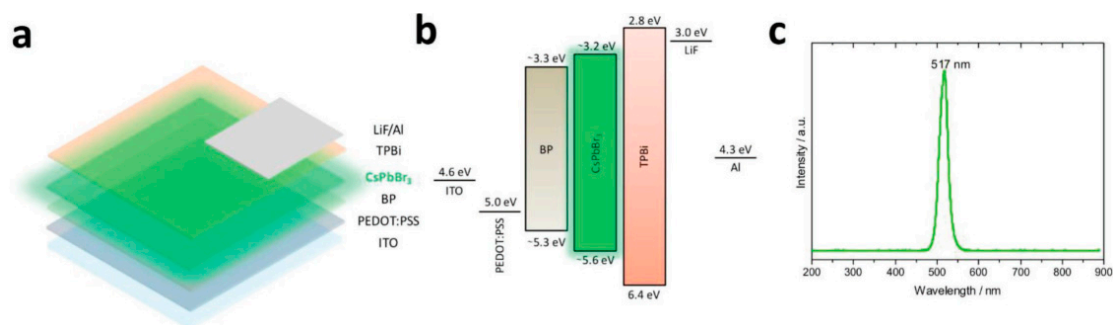 a
LiF/Al
TPBi
CsPbBr₃
BP
PEDOT:PSS
ITO
b
4.6 eV
ITO
5.0 eV
PEDOT:PSS
~3.3 eV
BP
~5.3 eV
~3.2 eV
CsPbBr₃
~5.6 eV
2.8 eV
TPBi
6.4 eV
3.0 eV
LiF
4.3 eV
Al
c
517 nm
Intensity / a.u.
200 300 400 500 600 700 800 900
Wavelength / nm